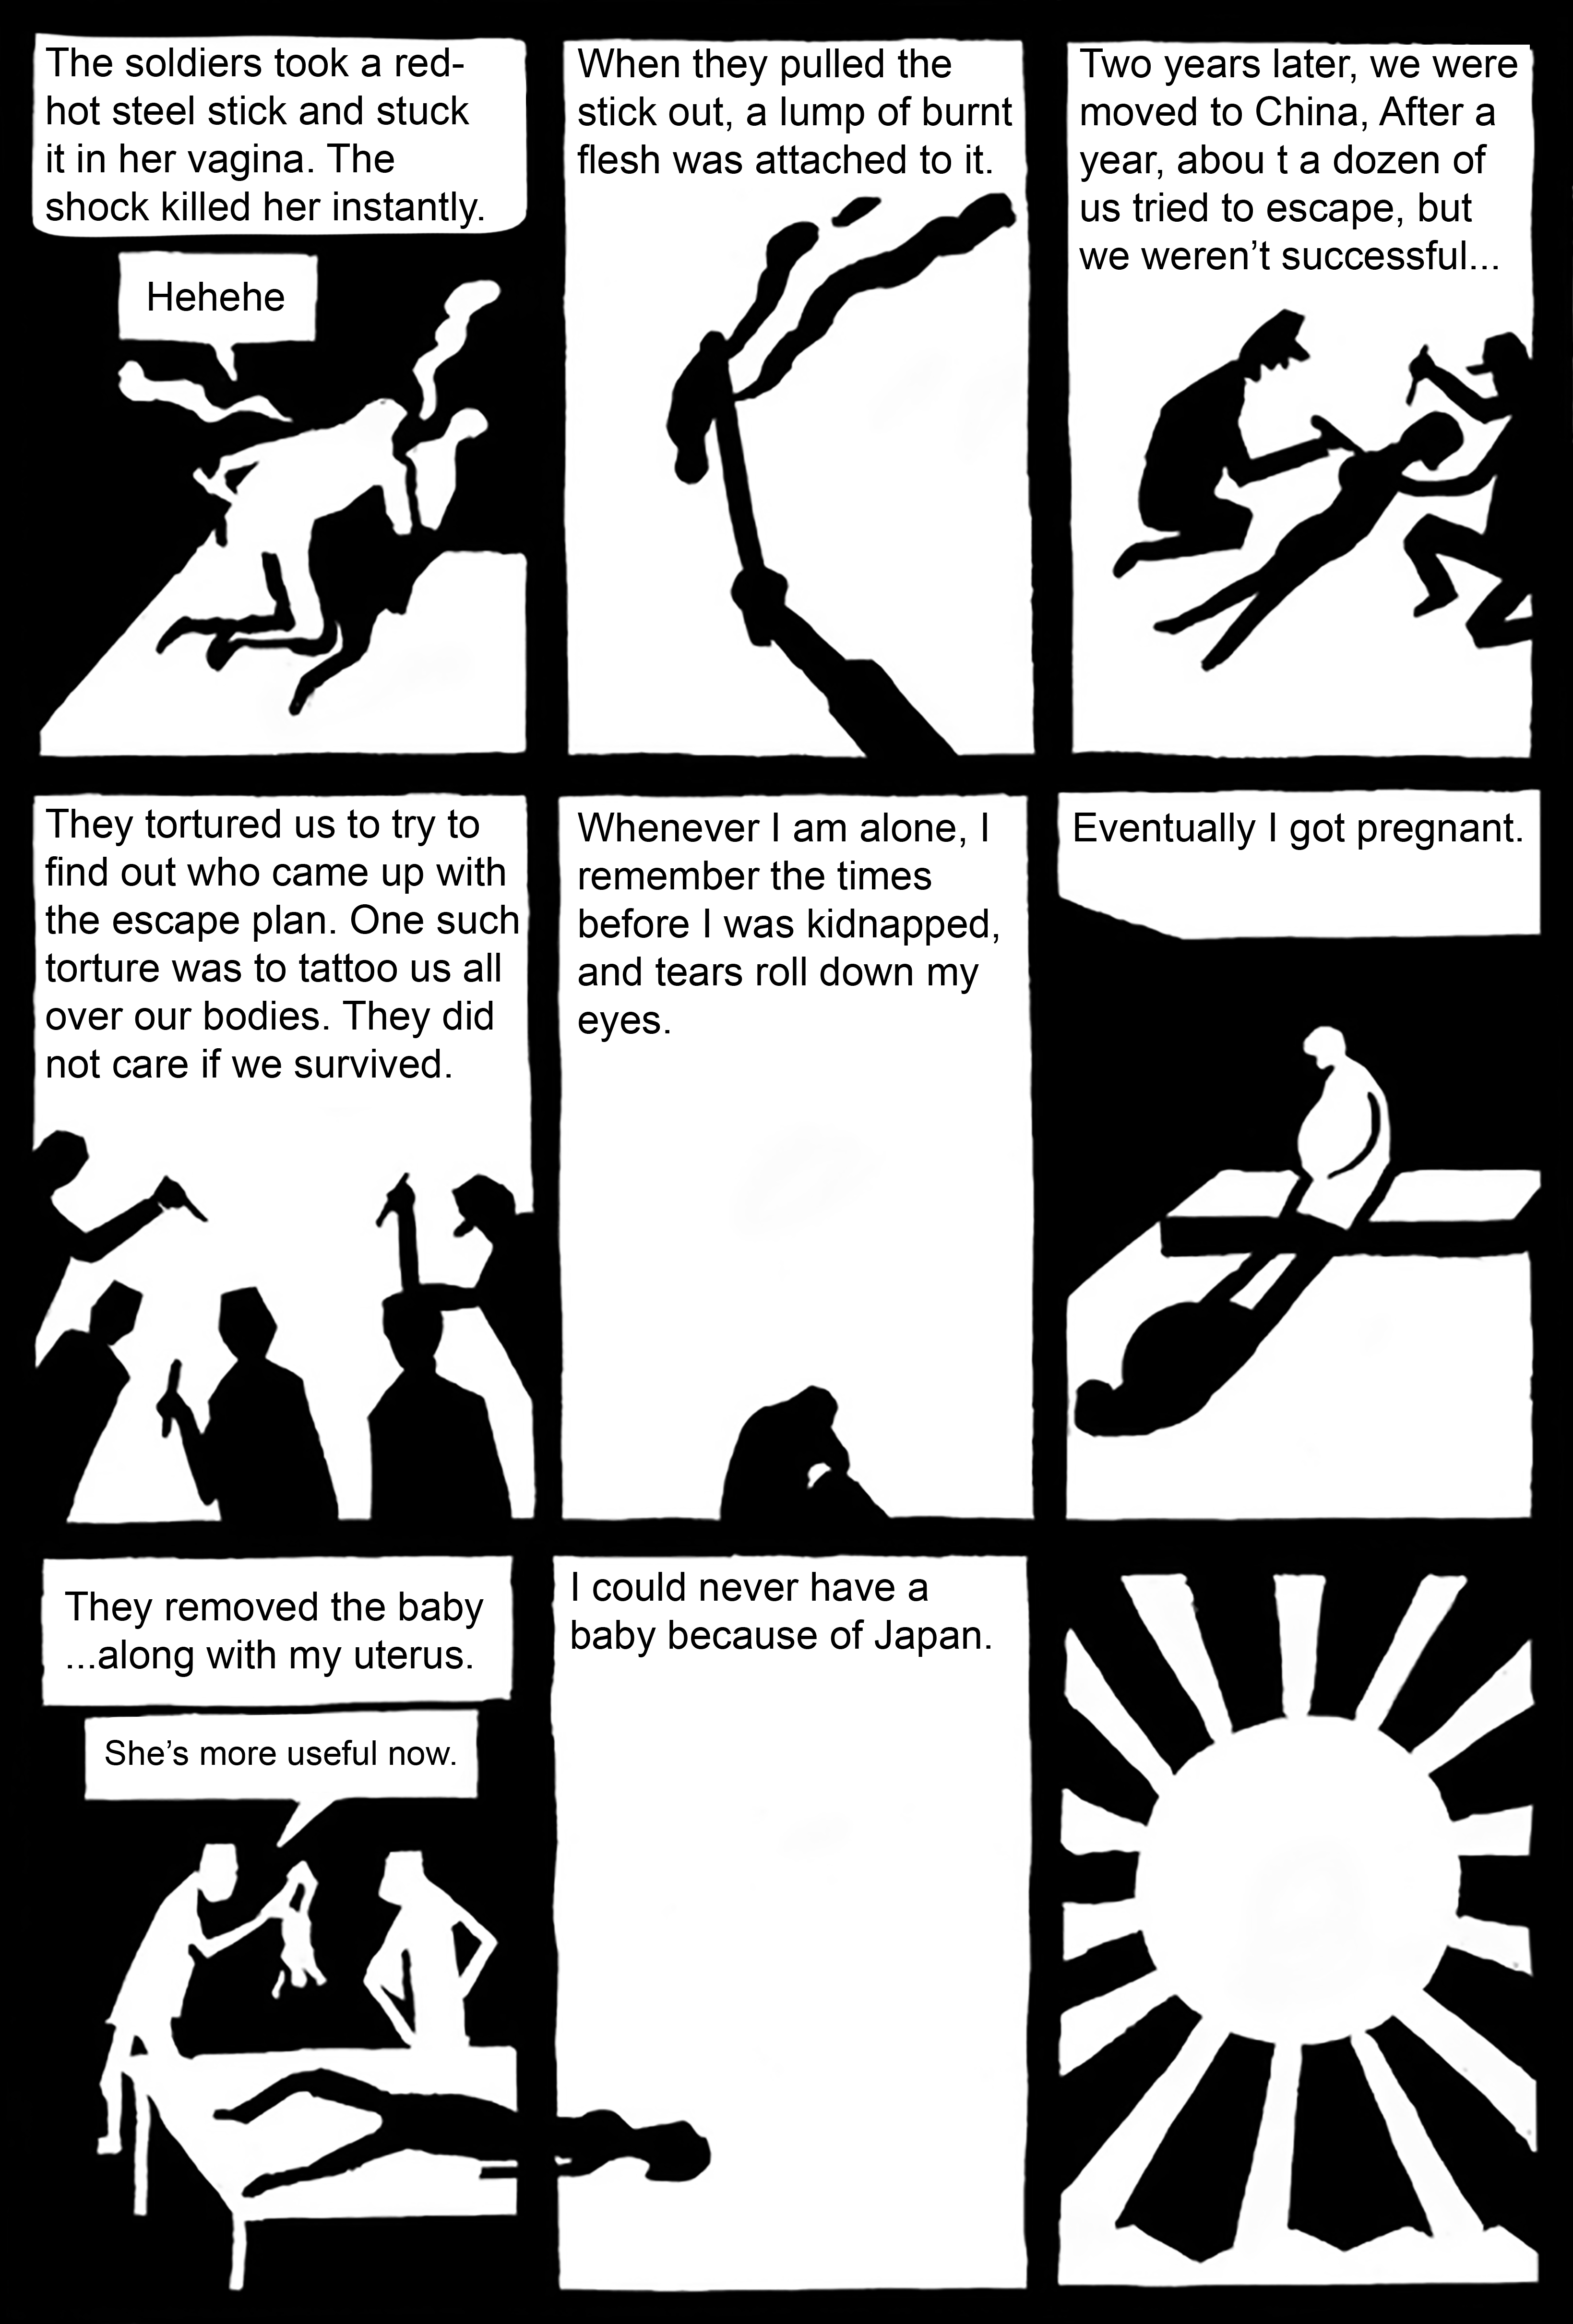 The soldiers took a red-
hot steel stick and stuck
it in her vagina. The
shock killed her instantly.
Hehehe
When they pulled the
stick out, a lump of burnt
flesh was attached to it.
Two years later, we were
moved to China, After a
year, abou t a dozen of
us tried to escape, but
we weren’t successful...
They tortured us to try to
find out who came up with
the escape plan. One such
torture was to tattoo us all
over our bodies. They did
not care if we survived.
Whenever I am alone, I
remember the times
before I was kidnapped,
and tears roll down my
eyes.
Eventually I got pregnant.
They removed the baby
...along with my uterus.
She’s more useful now.
I could never have a
baby because of Japan.